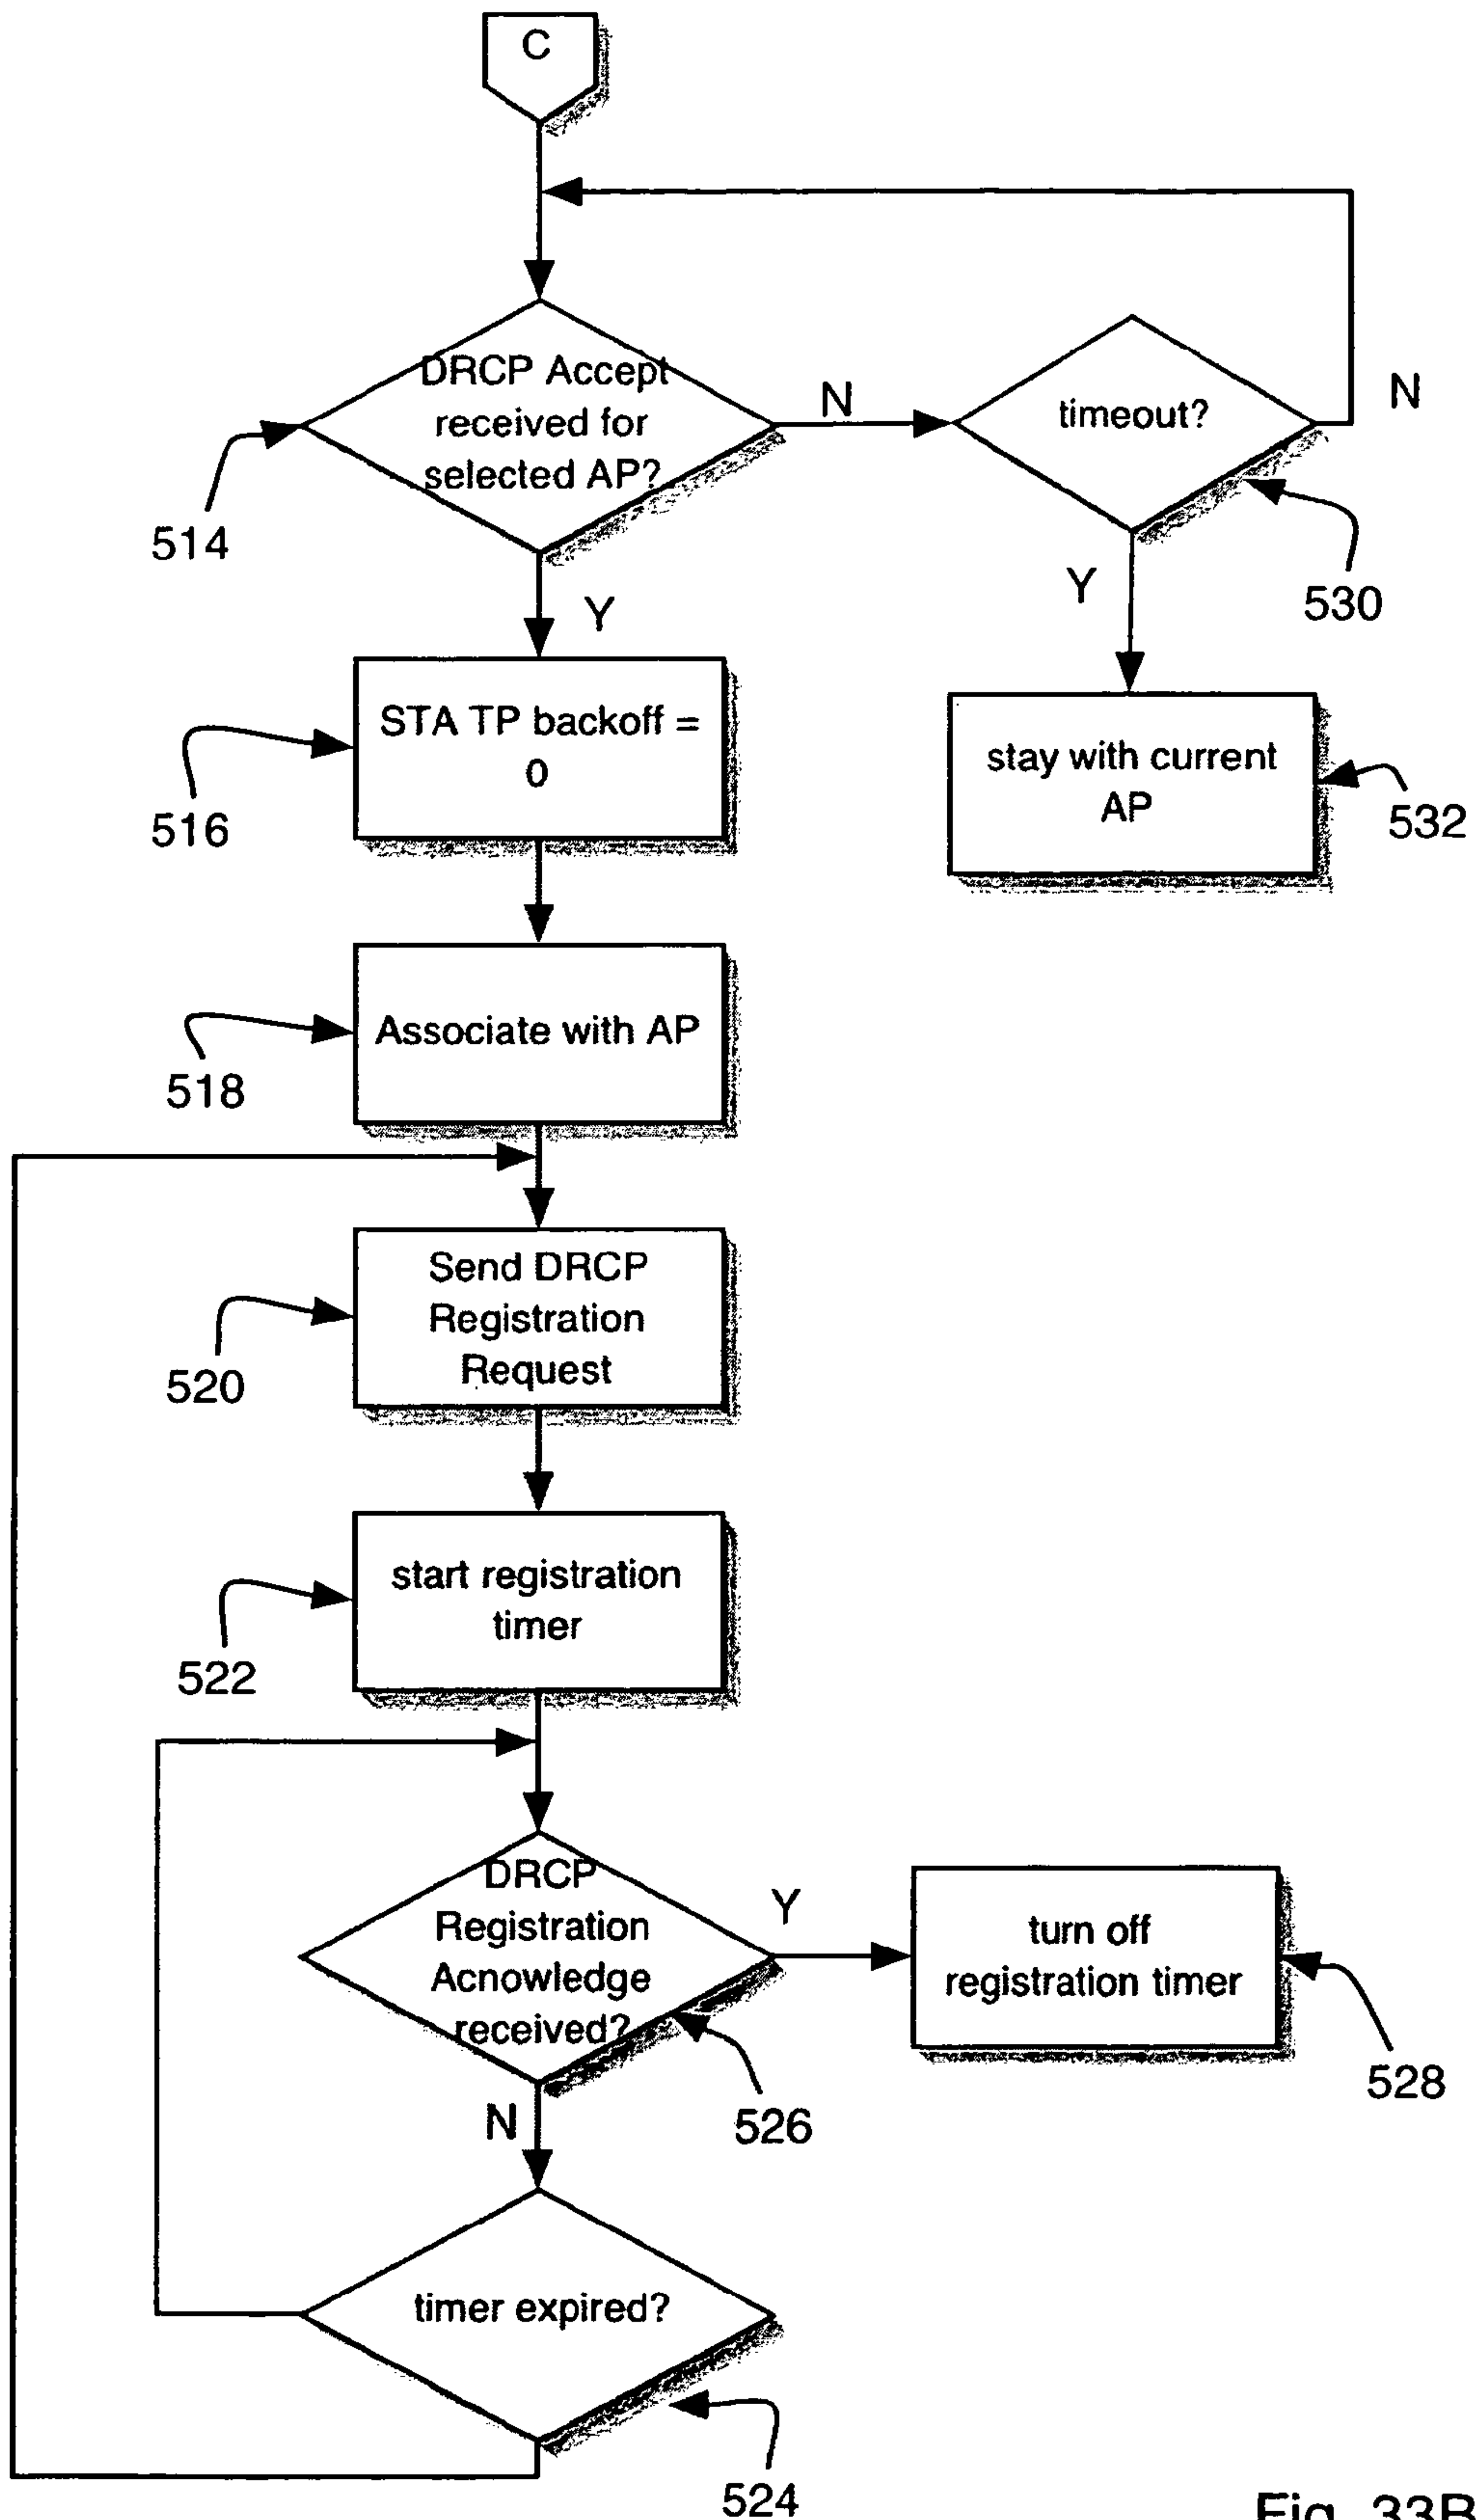 C
DRCP Accept
received for
selected AP?
N
timeout?
N
514
Y
Y
530
STA TP backoff =
0
516
stay with current
AP
532
Associate with AP
518
Send DRCP
Registration
Request
520
start registration
timer
522
DRCP
Registration
Acnowledge
received?
Y
turn off
registration timer
528
N
526
timer expired?
524
Fig. 33B